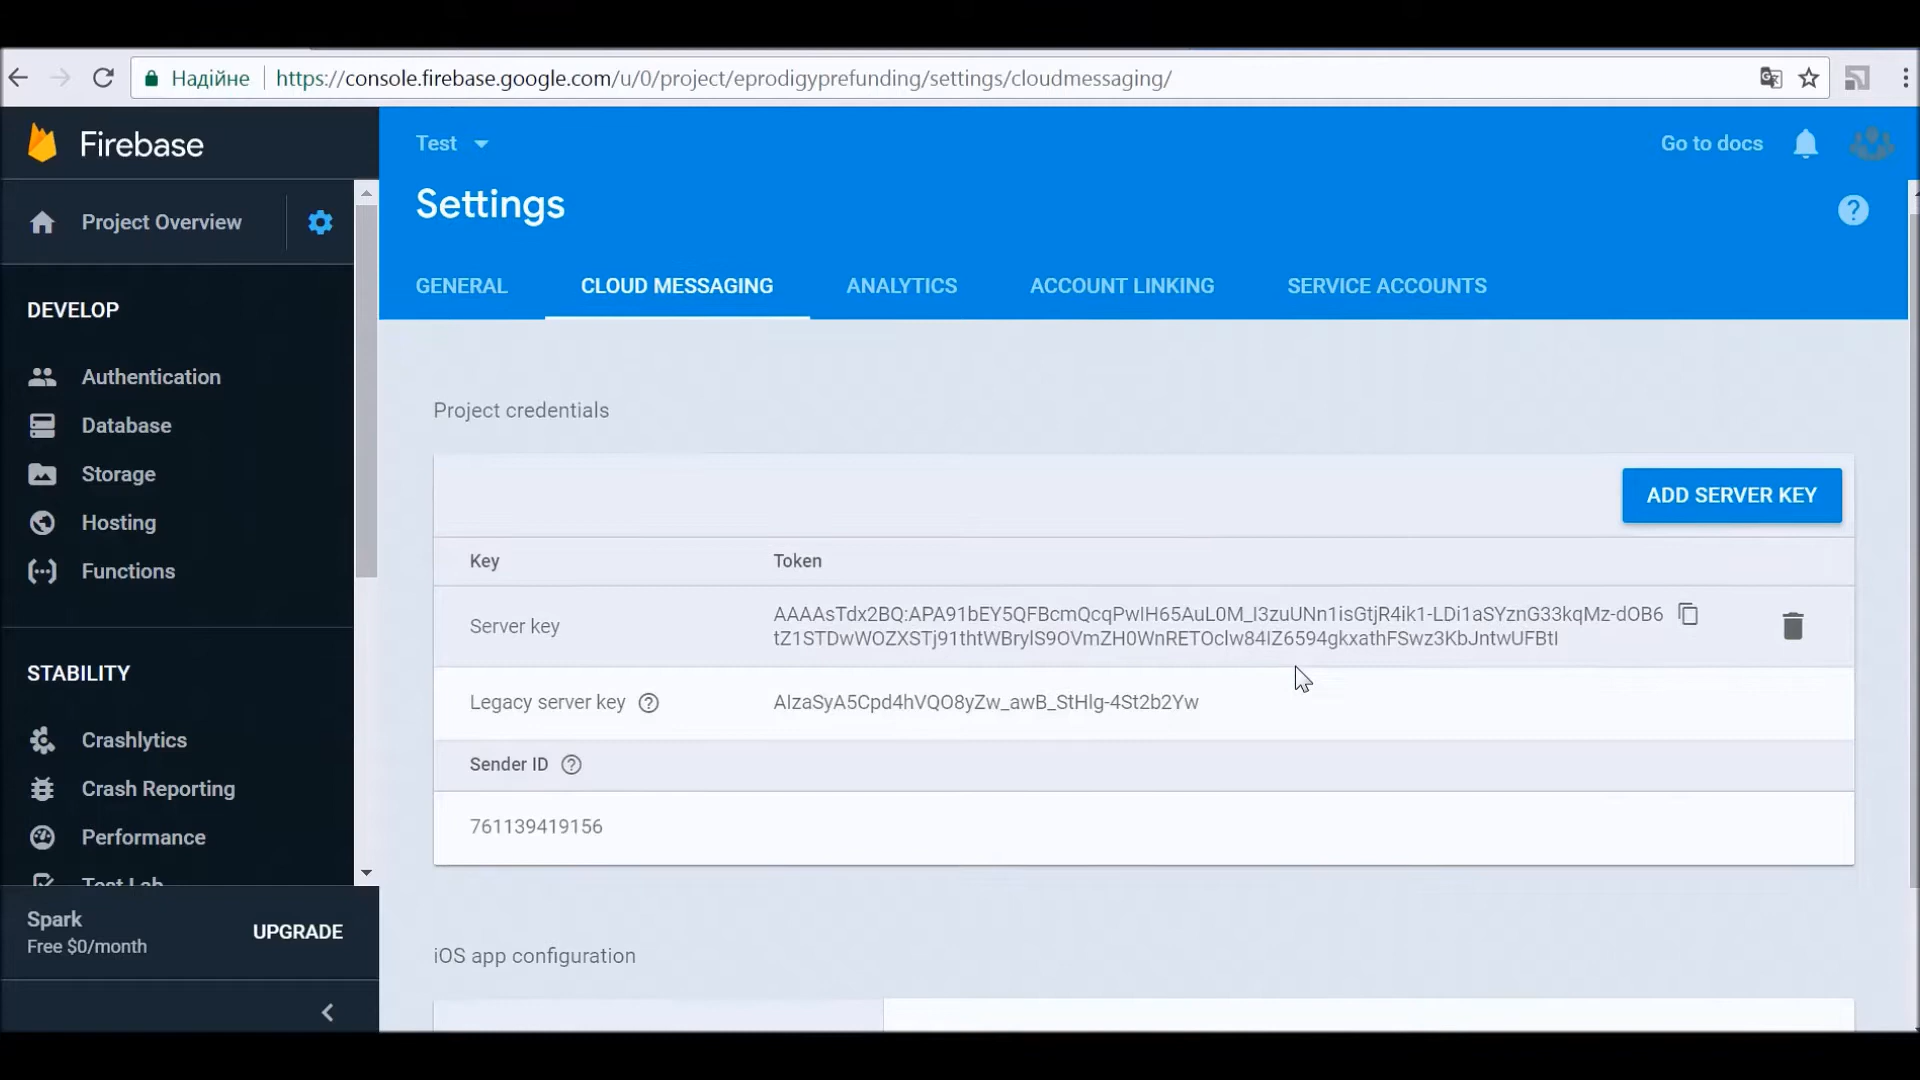 Надійне
https://console.firebase.google.com/u/0/project/eprodigyprefunding/settings/cloudmessaging/
Firebase
Project Overview
DEVELOP
Authentication
Database
Storage
Hosting
Functions
STABILITY
Crashlytics
Crash Reporting
Performance
Test Lab
Spark
Free $0/month
UPGRADE
Test
Go to docs
Settings
GENERAL
CLOUD MESSAGING
ANALYTICS
ACCOUNT LINKING
SERVICE ACCOUNTS
Project credentials
ADD SERVER KEY
Key
Token
Server key
AAAAsTdx2BQ:APA91bEY5QFBcmQcqPwIH65AuL0M_I3zuUNn1isGtjR4ik1-LDi1aSYznG33kqMz-dOB6
tZ1STDwWOZXSTj91thtWBrylS9OVmZH0WnRETOclw84IZ6594gkxathFSwz3KbJntwUFBtI
Legacy server key
AIzaSyA5Cpd4hVQO8yZw_awB_StHlg-4St2b2Yw
Sender ID
761139419156
iOS app configuration